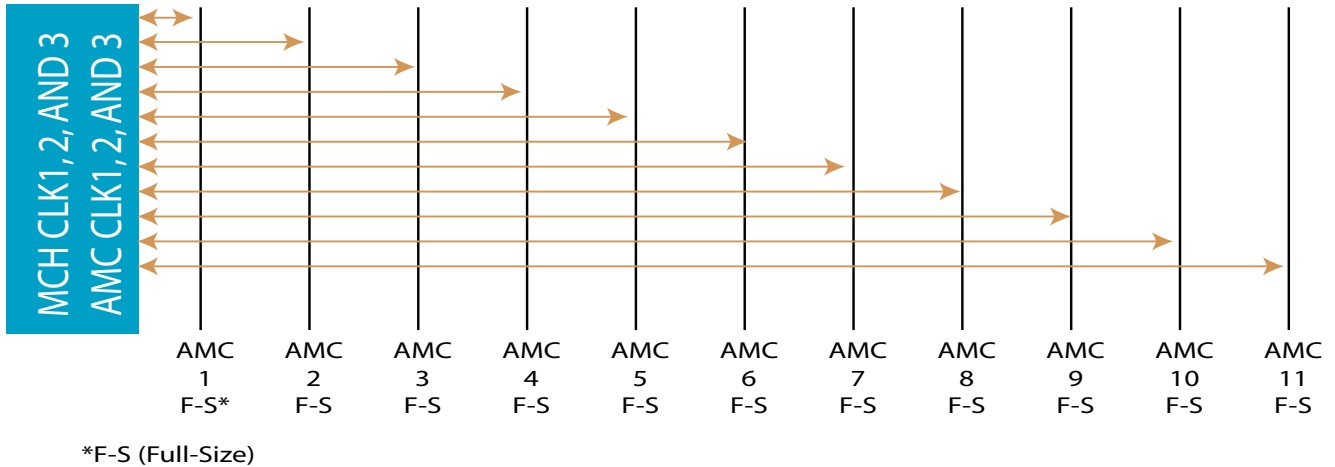 MCH CLK1, 2, AND 3
AMC CLK1, 2, AND 3
AMC AMC AMC AMC AMC AMC AMC AMC AMC AMC AMC
1 2 3 4 5 6 7 8 9 10 11
F-S* F-S F-S F-S F-S F-S F-S F-S F-S F-S F-S
*F-S (Full-Size)